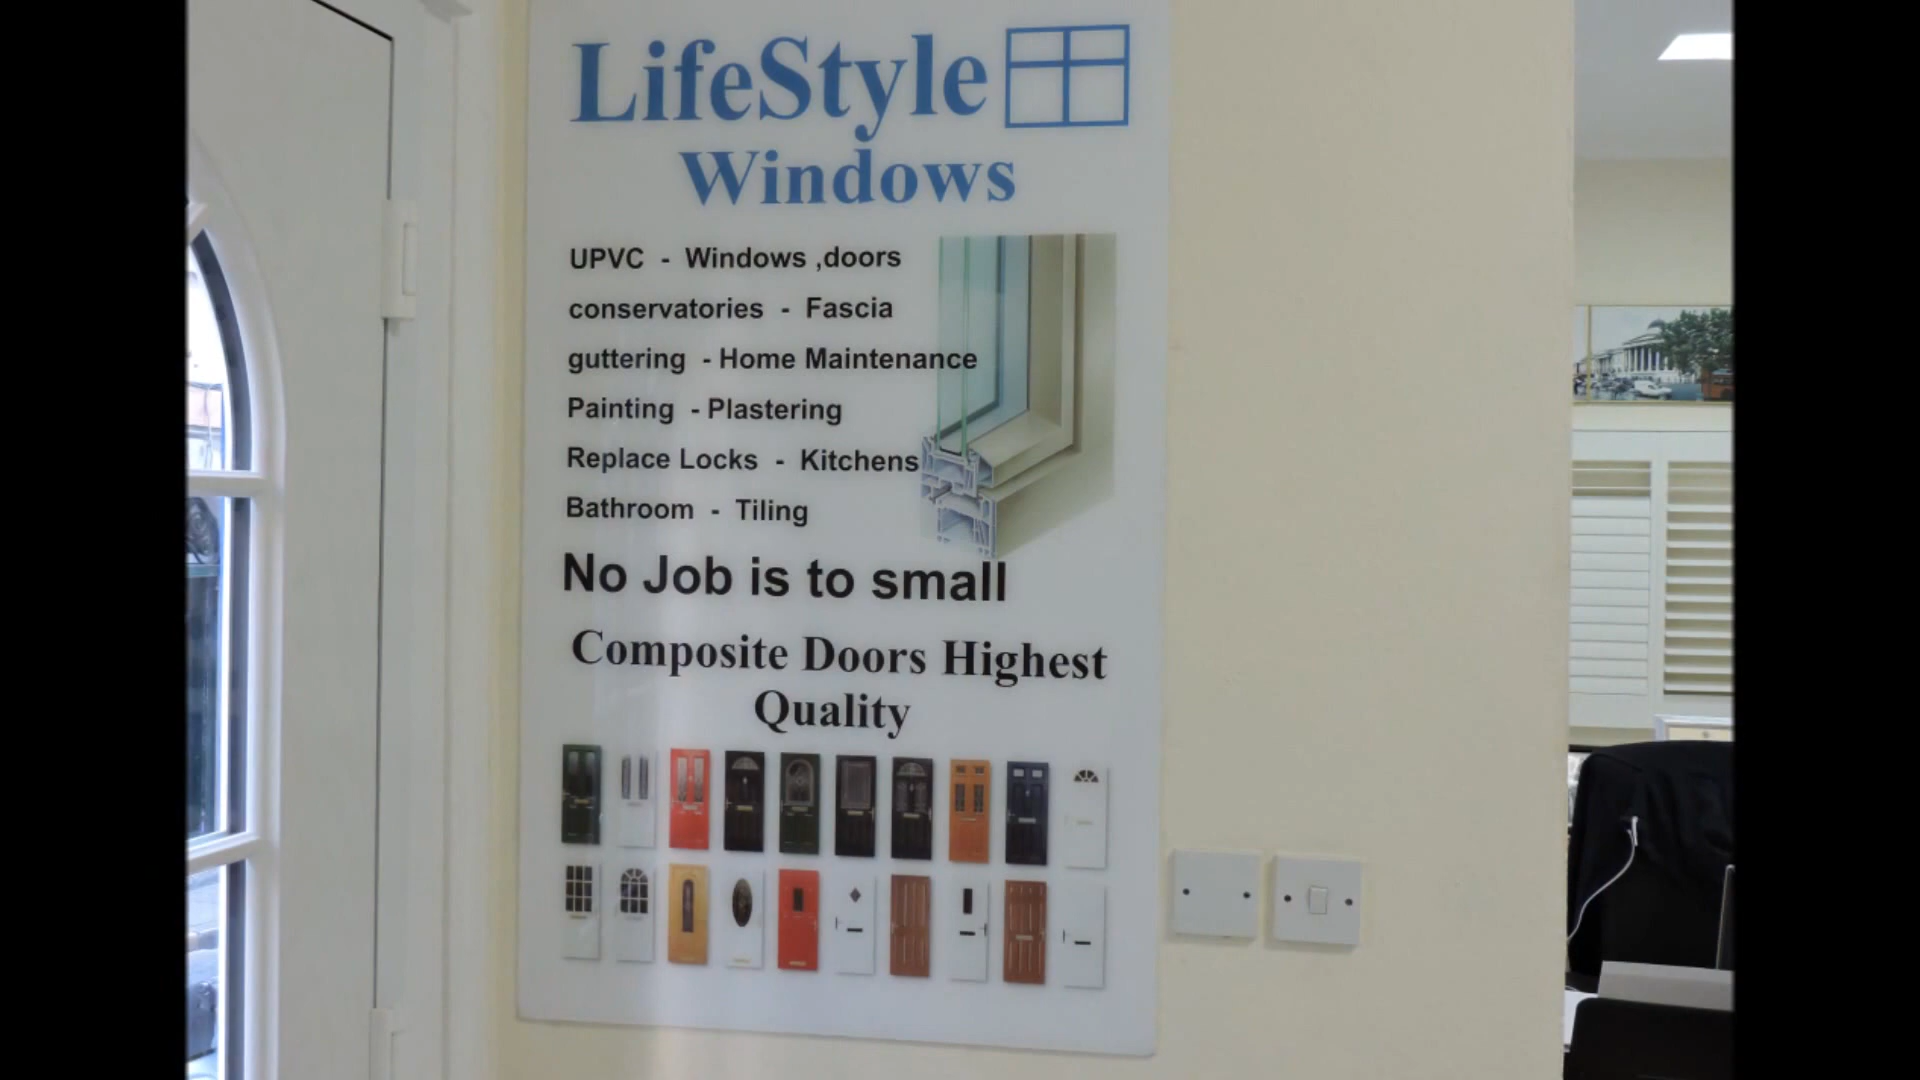 LifeStyle
Windows
UPVC - Windows ,doors
conservatories - Fascia
guttering - Home Maintenance
Painting - Plastering
Replace Locks - Kitchens
Bathroom - Tiling
No Job is to small
Composite Doors Highest
Quality